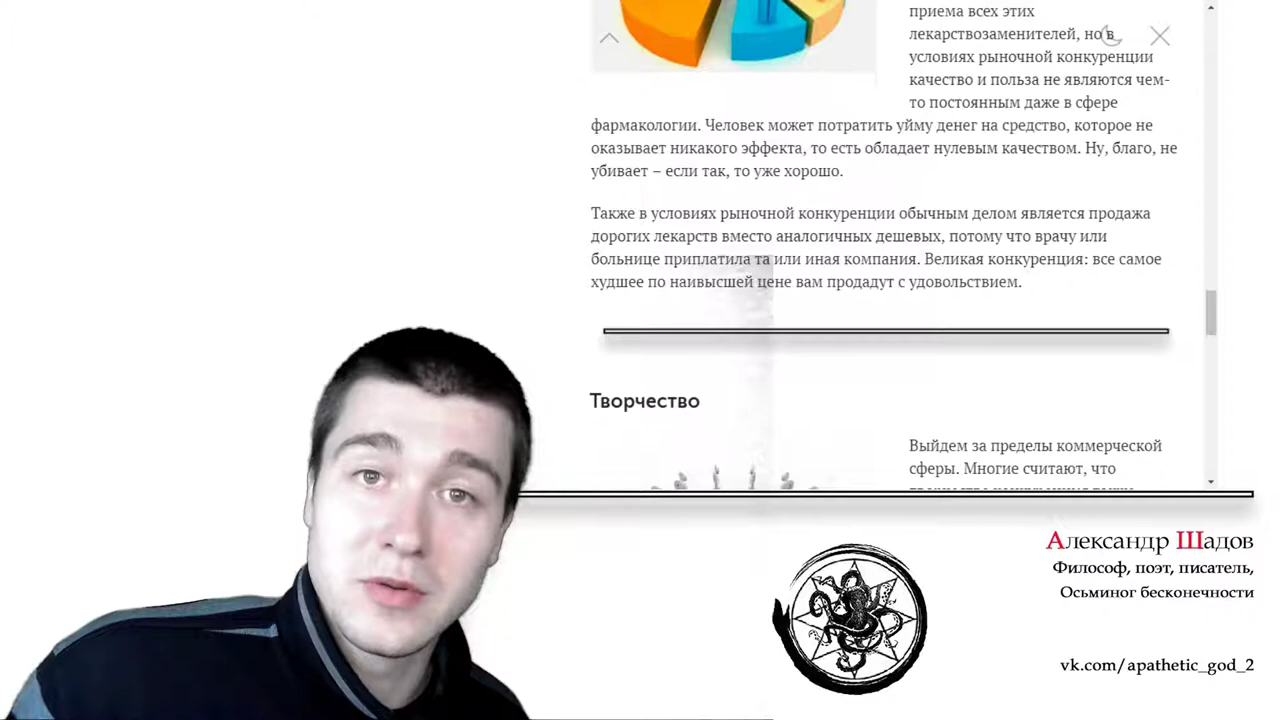 приема всех этих
лекарствозаменителей, но в
условиях рыночной конкуренции
качество и польза не являются чем-
то постоянным даже в сфере
фармакологии. Человек может потратить уйму денег на средство, которое не
оказывает никакого эффекта, то есть обладает нулевым качеством. Ну, благо, не
убивает – если так, то уже хорошо.
Также в условиях рыночной конкуренции обычным делом является продажа
дорогих лекарств вместо аналогичных дешевых, потому что врачу или
больнице приплатила та или иная компания. Великая конкуренция: все самое
худшее по наивысшей цене вам продадут с удовольствием.
Творчество
Выйдем за пределы коммерческой
сферы. Многие считают, что
Александр Шадов
Философ, поэт, писатель,
Осьминог бесконечности
vk.com/apathetic_god_2